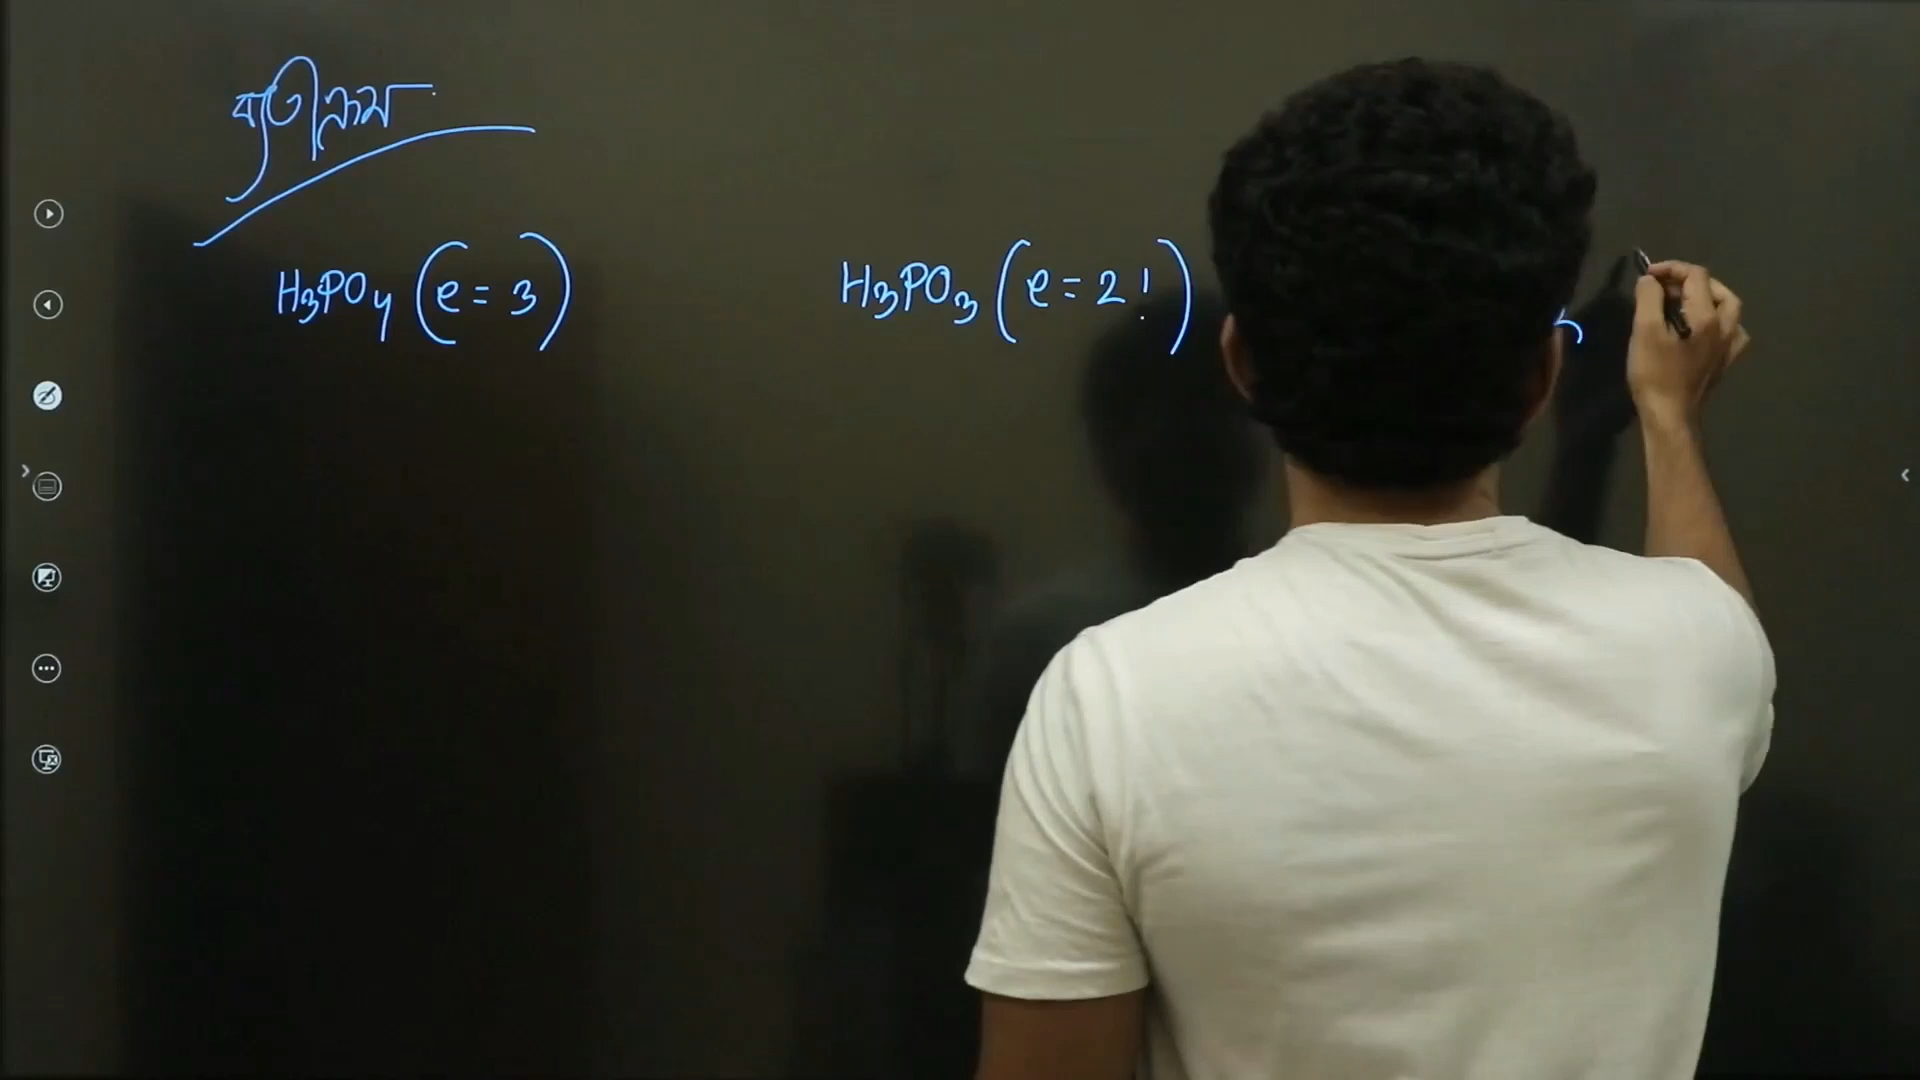 ব্যতীক্রম
H₃PO₄ (e = 3) H₃PO₃ (e = 2!)